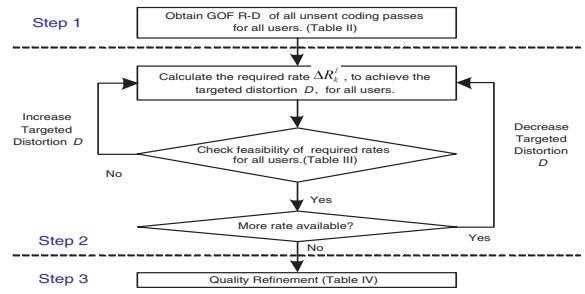 Step 1
Obtain GOF R-D of all unsent coding passes
for all users. (Table II)
Calculate the required rate ΔR_k^l , to achieve the
targeted distortion D, for all users.
Increase
Targeted
Distortion D
Decrease
Targeted
Distortion
D
Check feasibility of required rates
for all users.(Table III)
No
Yes
More rate available?
Step 2
Yes
No
Step 3
Quality Refinement (Table IV)